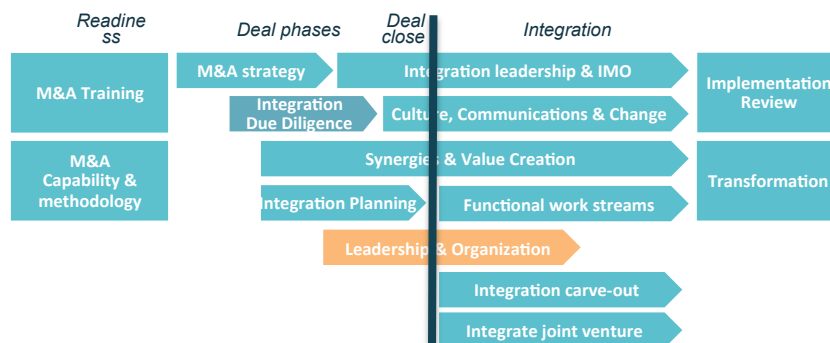 Readine
ss
Deal phases
Deal
close
Integration
M&A Training
M&A strategy
Integration leadership & IMO
Implementation
Review
Integration
Due Diligence
Culture, Communications & Change
M&A
Capability &
methodology
Synergies & Value Creation
Transformation
Integration Planning
Functional work streams
Leadership & Organization
Integration carve-out
Integrate joint venture